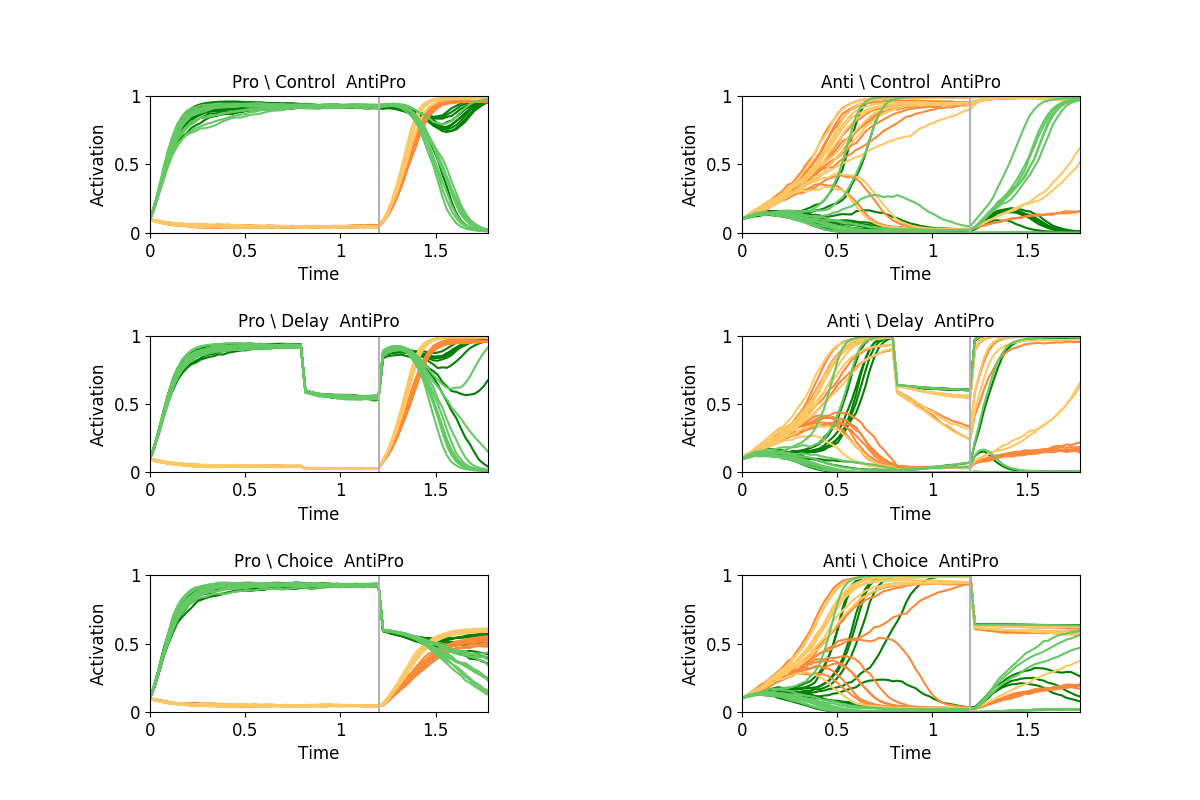 Pro \ Control  AntiPro
1
0.5
0
Activation
0 0.5 1 1.5
Time
Anti \ Control  AntiPro
1
0.5
0
Activation
0 0.5 1 1.5
Time
Pro \ Delay  AntiPro
1
0.5
0
Activation
0 0.5 1 1.5
Time
Anti \ Delay  AntiPro
1
0.5
0
Activation
0 0.5 1 1.5
Time
Pro \ Choice  AntiPro
1
0.5
0
Activation
0 0.5 1 1.5
Time
Anti \ Choice  AntiPro
1
0.5
0
Activation
0 0.5 1 1.5
Time